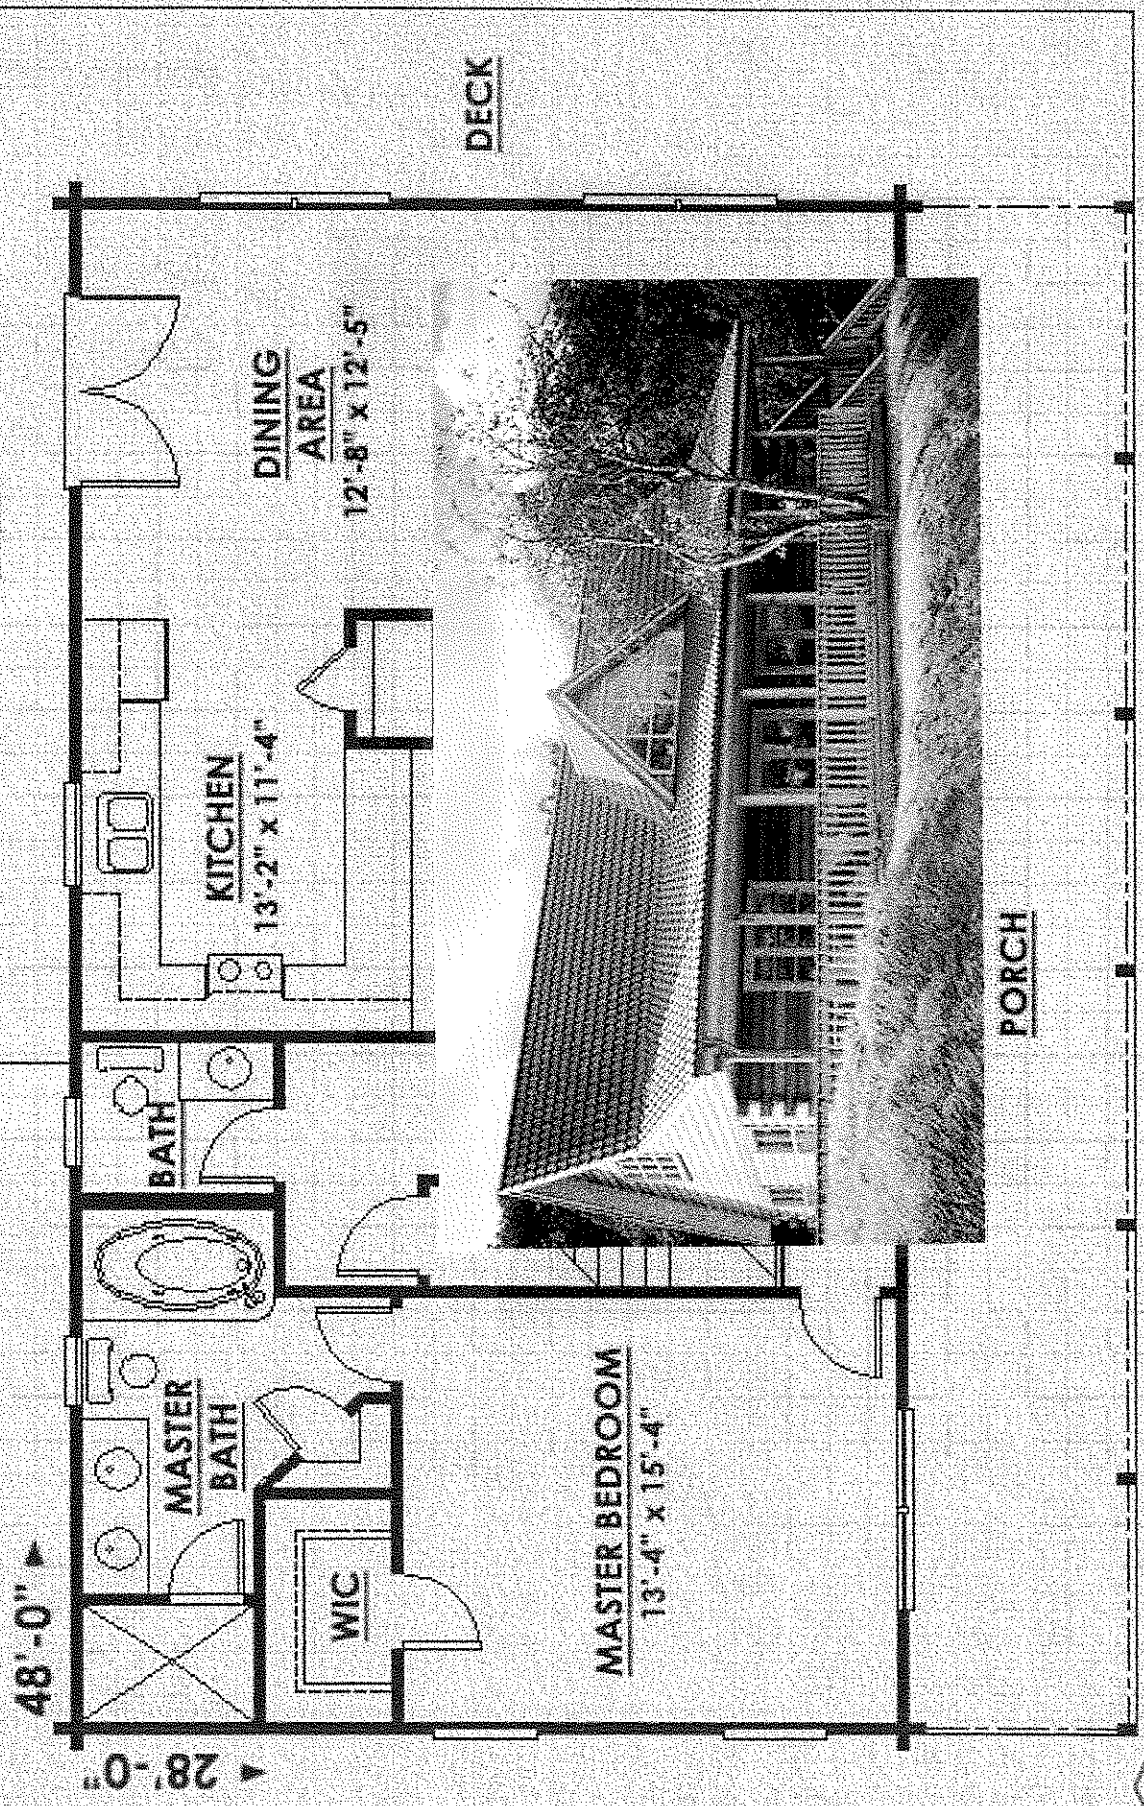 48'-0"
28'-0"
MASTER
BATH
BATH
KITCHEN
13'-2" x 11'-4"
DINING
AREA
12'-8" x 12'-5"
WIC
MASTER BEDROOM
13'-4" x 15'-4"
DECK
PORCH